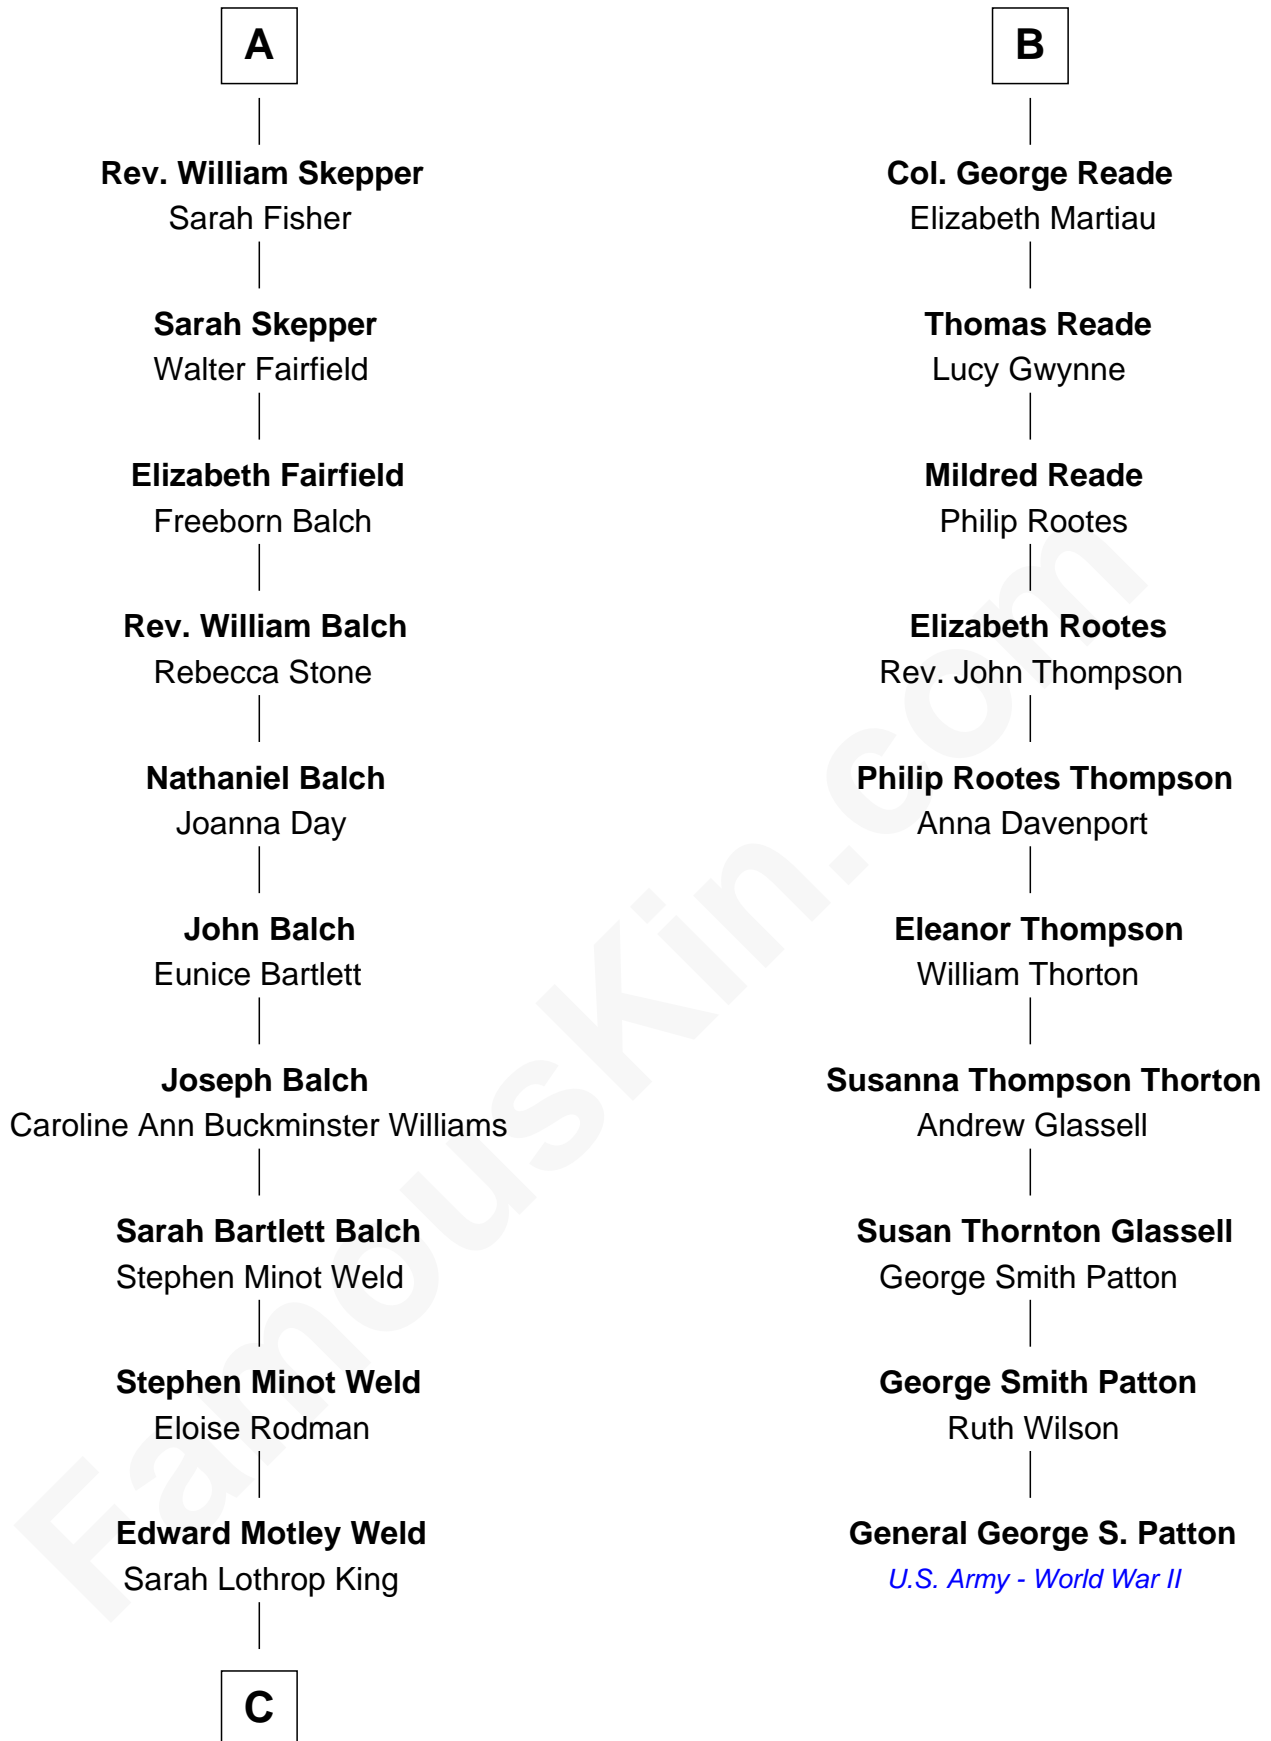 A
Rev. William Skepper
Sarah Fisher
Sarah Skepper
Walter Fairfield
Elizabeth Fairfield
Freeborn Balch
Rev. William Balch
Rebecca Stone
Nathaniel Balch
Joanna Day
John Balch
Eunice Bartlett
Joseph Balch
Caroline Ann Buckminster Williams
Sarah Bartlett Balch
Stephen Minot Weld
Stephen Minot Weld
Eloise Rodman
Edward Motley Weld
Sarah Lothrop King
C
B
Col. George Reade
Elizabeth Martiau
Thomas Reade
Lucy Gwynne
Mildred Reade
Philip Rootes
Elizabeth Rootes
Rev. John Thompson
Philip Rootes Thompson
Anna Davenport
Eleanor Thompson
William Thorton
Susanna Thompson Thorton
Andrew Glassell
Susan Thornton Glassell
George Smith Patton
George Smith Patton
Ruth Wilson
General George S. Patton
U.S. Army - World War II
FamousKin.com